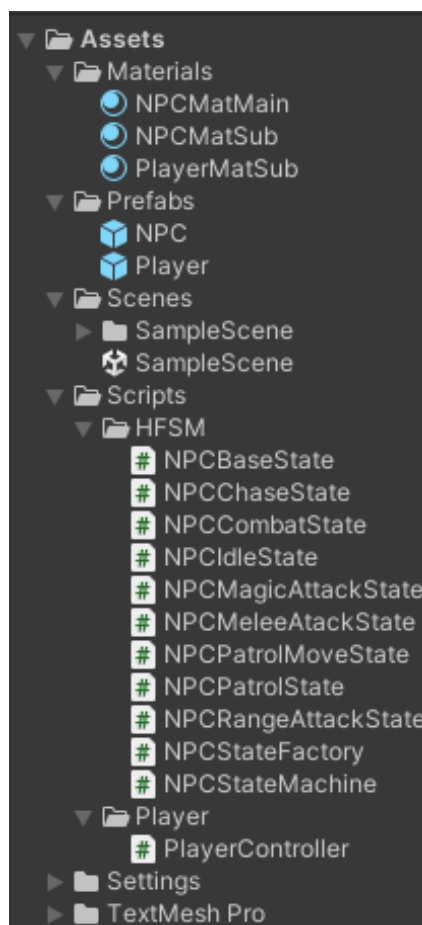 Assets
Materials
NPCMatMain
NPCMatSub
PlayerMatSub
Prefabs
NPC
Player
Scenes
SampleScene
SampleScene
Scripts
HFSM
# NPCBaseState
# NPCChaseState
# NPCCombatState
# NPCIdleState
# NPCMagicAttackState
# NPCMeleeAtackState
# NPCPatrolMoveState
# NPCPatrolState
# NPCRangeAttackState
# NPCStateFactory
# NPCStateMachine
Player
# PlayerController
Settings
TextMesh Pro